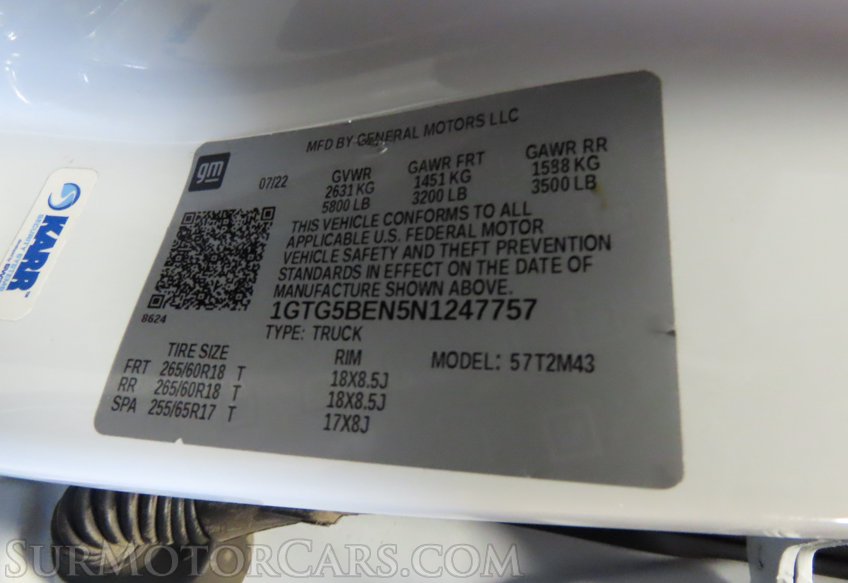 MFD BY GENERAL MOTORS LLC
gm
07/22
GVWR GAWR FRT GAWR RR
2631 KG 1451 KG 1588 KG
5800 LB 3200 LB 3500 LB
THIS VEHICLE CONFORMS TO ALL
APPLICABLE U.S. FEDERAL MOTOR
VEHICLE SAFETY AND THEFT PREVENTION
STANDARDS IN EFFECT ON THE DATE OF
MANUFACTURE SHOWN ABOVE.
8624
1GTG5BEN5N1247757
TYPE: TRUCK
TIRE SIZE RIM MODEL: 57T2M43
FRT 265/60R18 T 18X8.5J
RR 265/60R18 T 18X8.5J
SPA 255/65R17 T 17X8J
KARR
SECURITY SYSTEMS
SurMotorCars.com